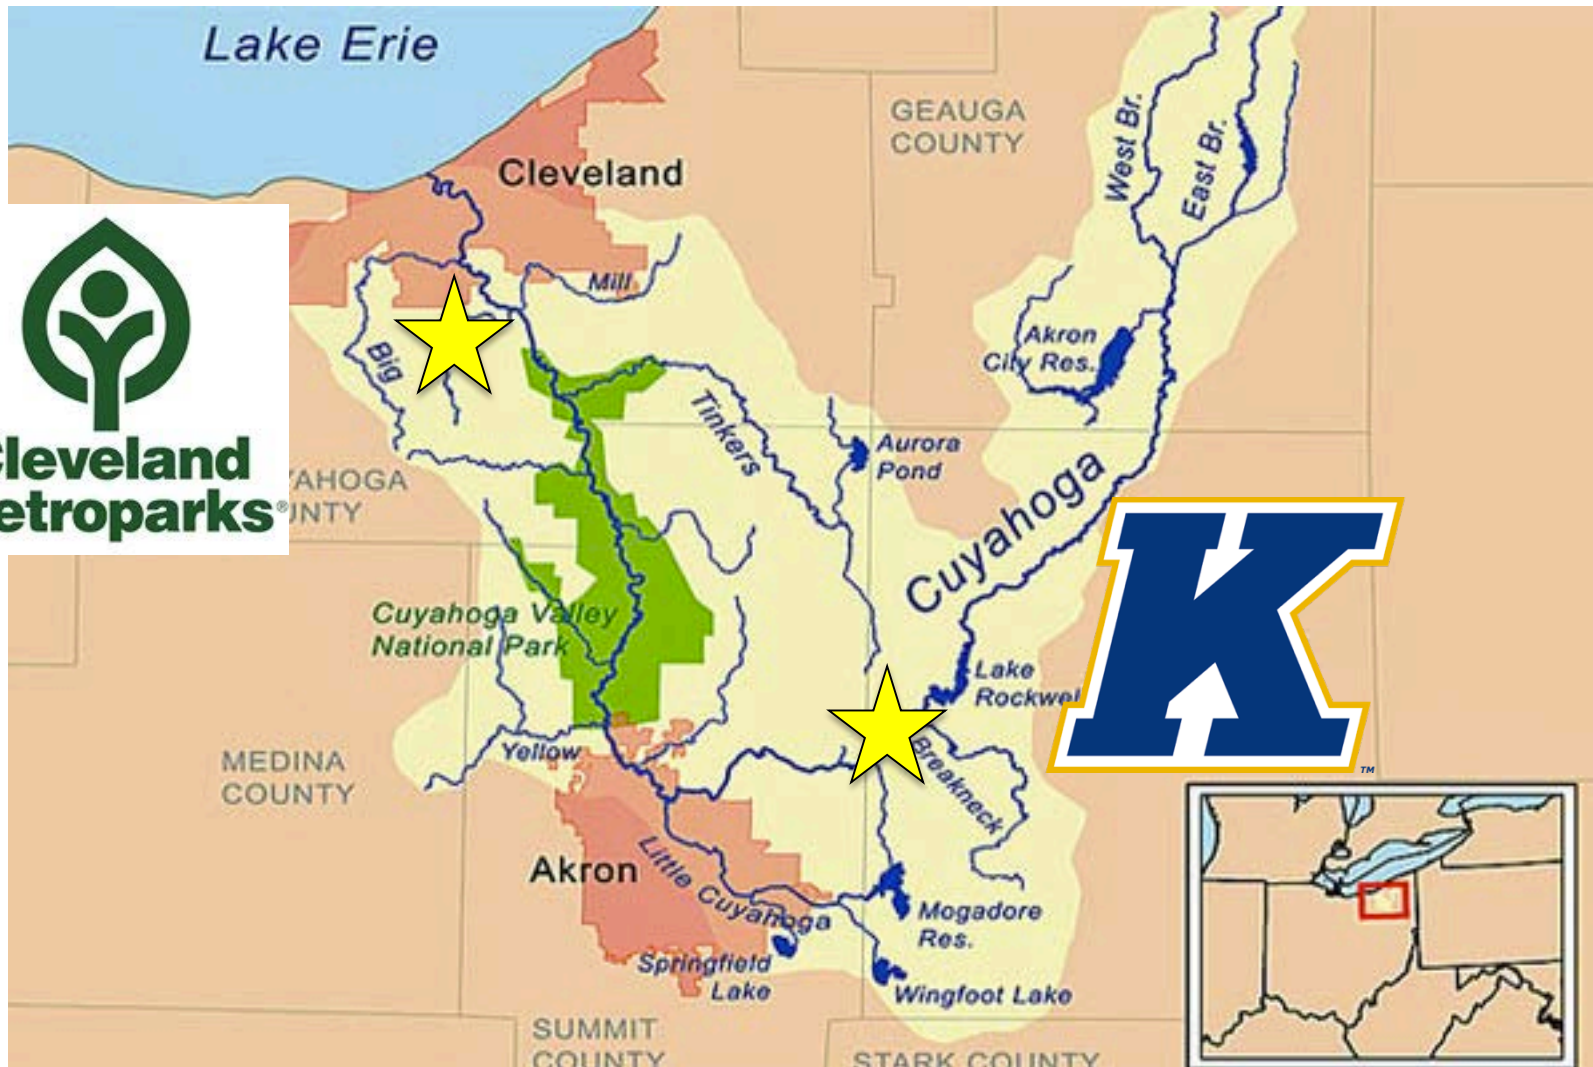 Lake Erie
GEAUGA
COUNTY
West Br.
East Br.
Cleveland
Mill
Big
Akron
City Res.
Tinkers
Aurora
Pond
Cuyahoga
leveland
etroparks®
YAHOGA
NTY
Cuyahoga Valley
National Park
Lake
Rockwel
K
TM
Yellow
Breakneck
MEDINA
COUNTY
Akron
Little Cuyahoga
Mogadore
Res.
Springfield
Lake
Wingfoot Lake
SUMMIT
COUNTY
STARK COUNTY